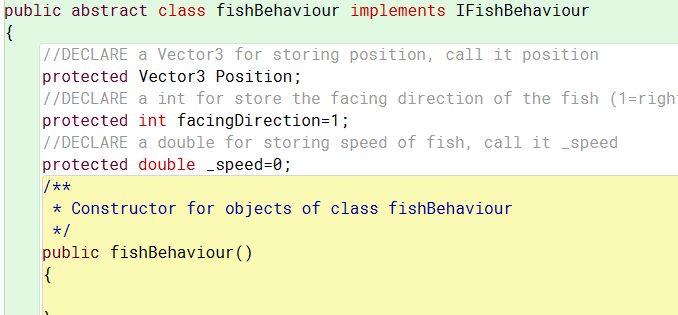 public abstract class fishBehaviour implements IFishBehaviour
{
//DECLARE a Vector3 for storing position, call it position
protected Vector3 Position;
//DECLARE a int for store the facing direction of the fish (1=righ
protected int facingDirection=1;
//DECLARE a double for storing speed of fish, call it _speed
protected double _speed=0;
/**
* Constructor for objects of class fishBehaviour
*/
public fishBehaviour()
{